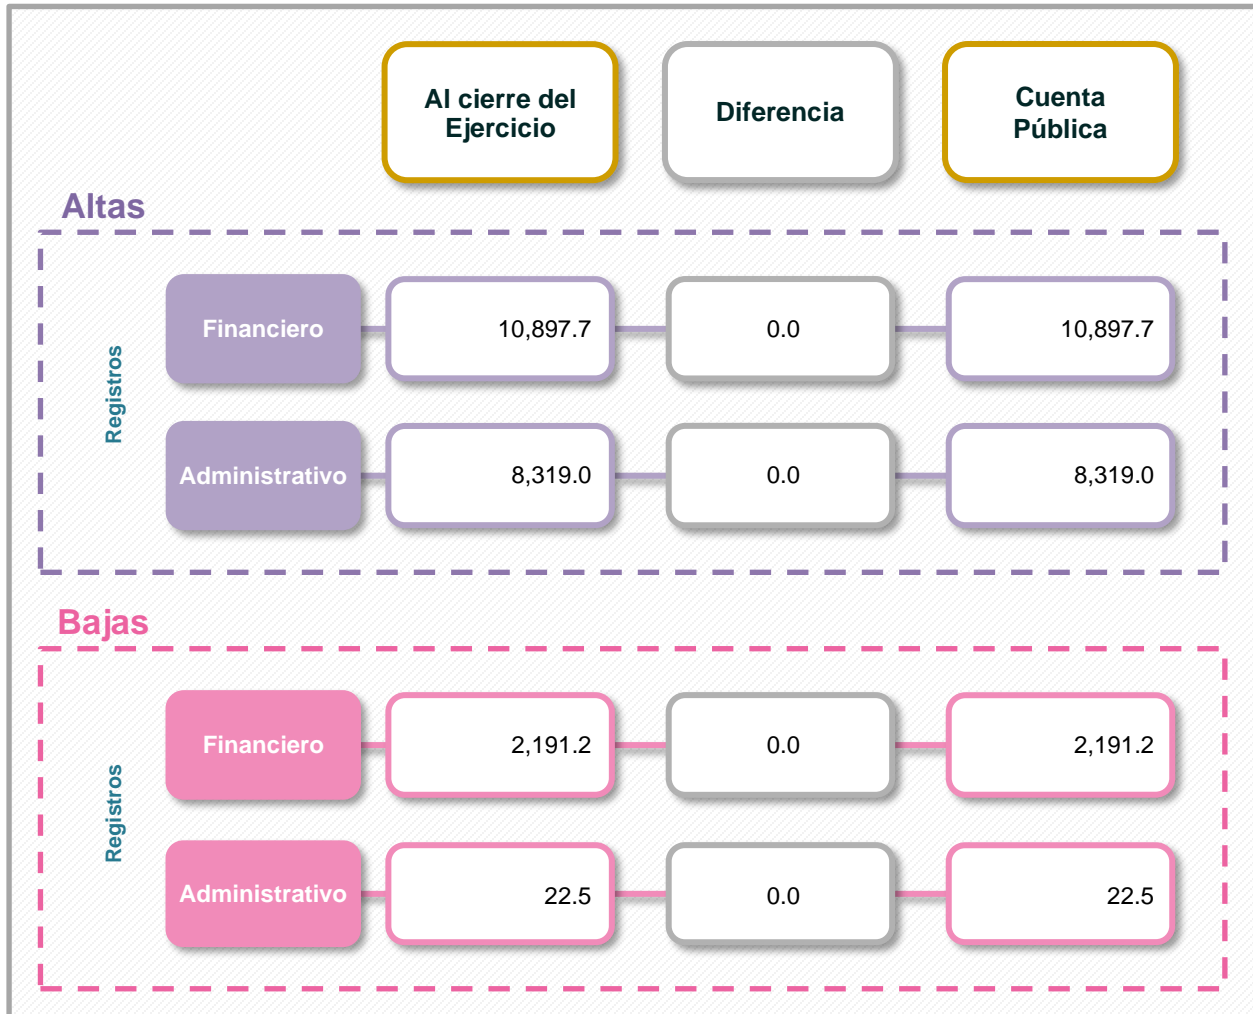 Al cierre del
Ejercicio
Diferencia
Cuenta
Pública
Altas
Registros
Financiero
10,897.7
0.0
10,897.7
Administrativo
8,319.0
0.0
8,319.0
Bajas
Registros
Financiero
2,191.2
0.0
2,191.2
Administrativo
22.5
0.0
22.5